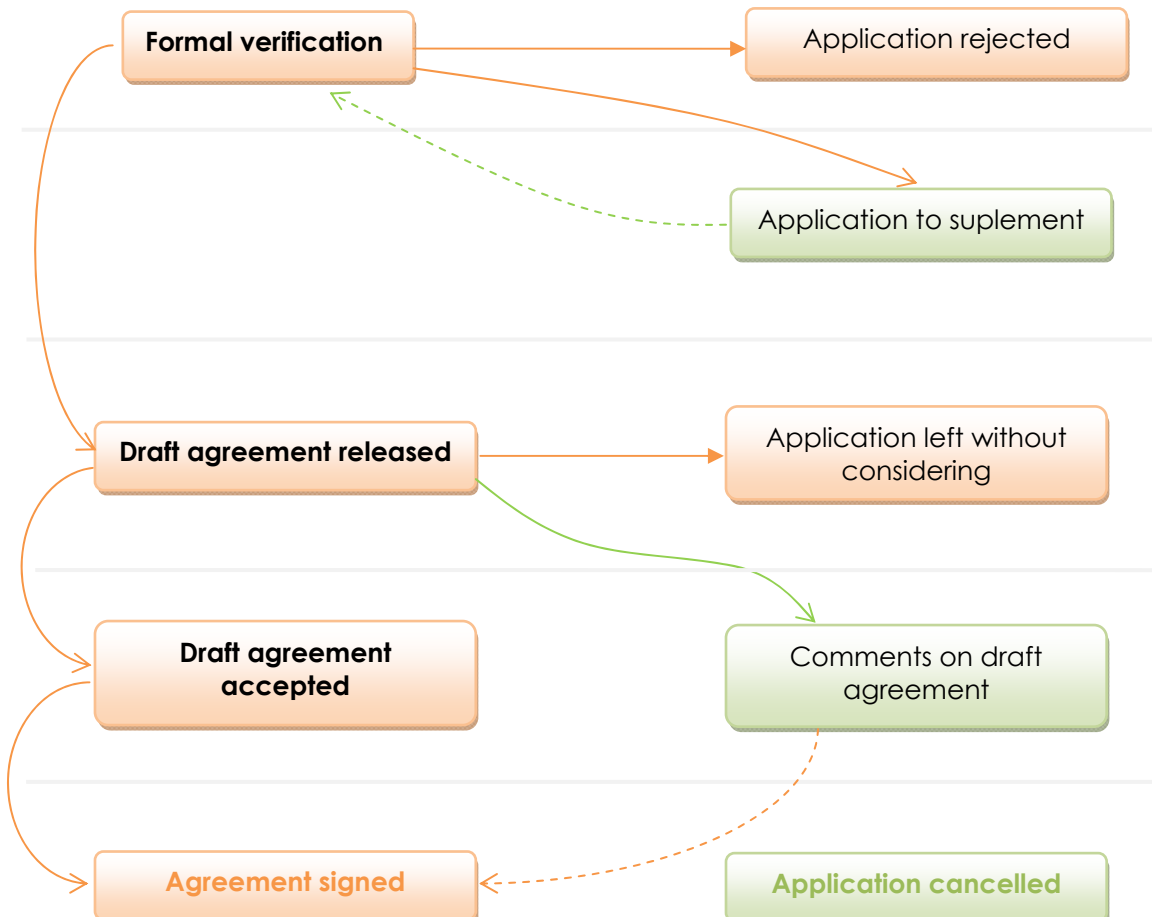 Formal verification
Application rejected
Application to suplement
Draft agreement released
Application left without
considering
Draft agreement
accepted
Comments on draft
agreement
Agreement signed
Application cancelled